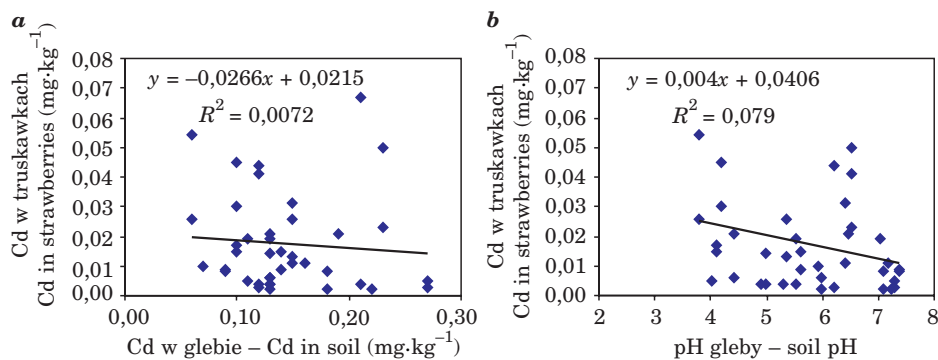 a
Cd w truskawkach
Cd in strawberries (mg·kg⁻¹)
0,08
0,07
0,06
0,05
0,04
0,03
0,02
0,01
0,00
y = –0,0266x + 0,0215
R² = 0,0072
0,00 0,10 0,20 0,30
Cd w glebie – Cd in soil (mg·kg⁻¹)
b
Cd w truskawkach
Cd in strawberries (mg·kg⁻¹)
0,08
0,07
0,06
0,05
0,04
0,03
0,02
0,01
0,00
y = 0,004x + 0,0406
R² = 0,079
2 3 4 5 6 7 8
pH gleby – soil pH